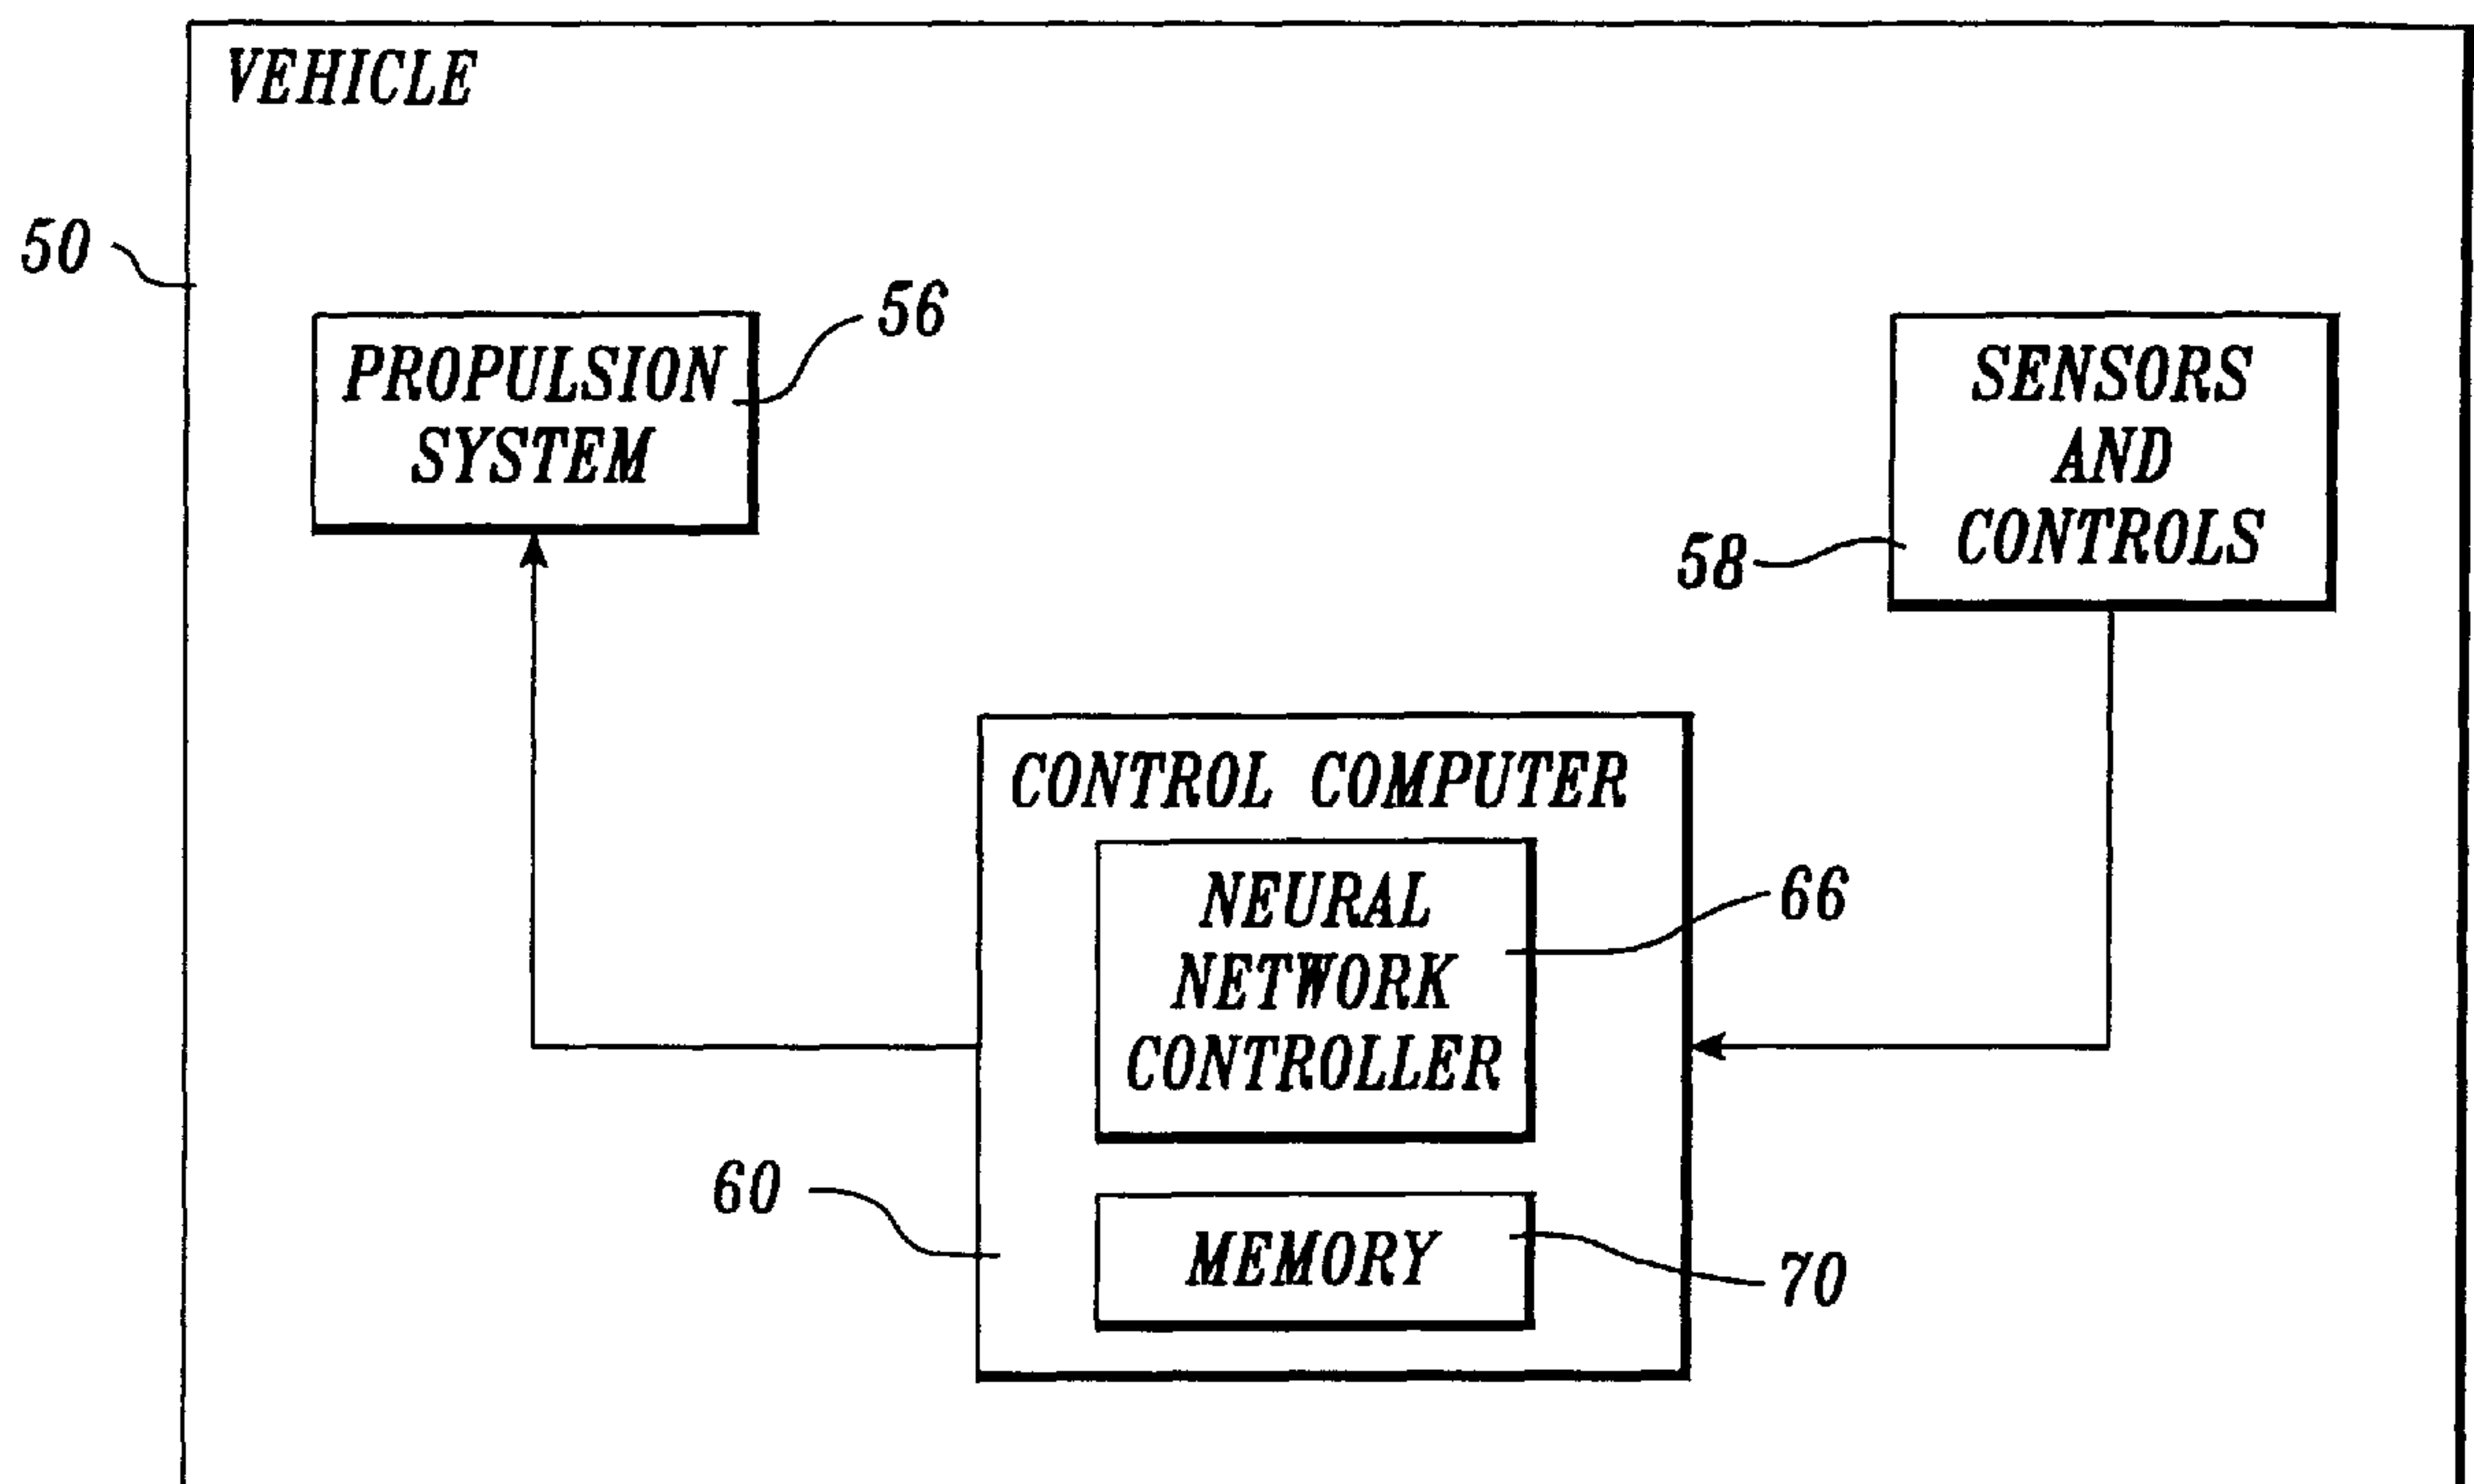 VEHICLE
50
PROPULSION
SYSTEM
56
SENSORS
AND
CONTROLS
58
CONTROL COMPUTER
NEURAL
NETWORK
CONTROLLER
66
60
MEMORY
70